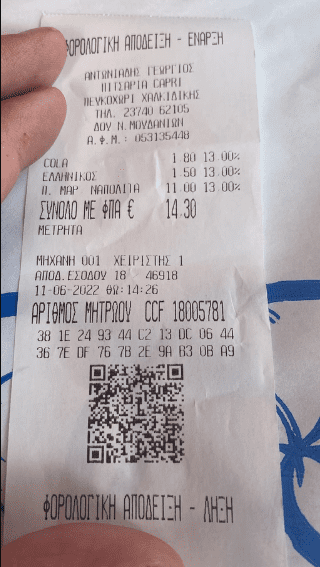 ΦΟΡΟΛΟΓΙΚΗ ΑΠΟΔΕΙΞΗ - ΕΝΑΡΞΗ
ΑΝΤΩΝΙΑΔΗΣ ΓΕΩΡΓΙΟΣ
ΠΙΤΣΑΡΙΑ CAPRI
ΠΕΥΚΟΧΩΡΙ ΧΑΛΚΙΔΙΚΗΣ
ΤΗΛ. 23740 62105
ΔΟΥ Ν.ΜΟΥΔΑΝΙΩΝ
Α.Φ.Μ.: 053135448
COLA 1.80 13.00%
ΕΛΛΗΝΙΚΟΣ 1.50 13.00%
Π. ΜΑΡ. ΝΑΠΟΛΙΤΑ 11.00 13.00%
ΣΥΝΟΛΟ ΜΕ ΦΠΑ € 14.30
ΜΕΤΡΗΤΑ
ΜΗΧΑΝΗ 001 ΧΕΙΡΙΣΤΗΣ 1
ΑΠΟΔ.ΕΣΟΔΟΥ 18 46918
11-06-2022 ΘΩ:14:26
ΑΡΙΘΜΟΣ ΜΗΤΡΩΟΥ CCF 18005781
38 1E 24 93 44 C2 13 DC 06 44
36 7E DF 76 7B 2E 9A B3 0B A9
ΦΟΡΟΛΟΓΙΚΗ ΑΠΟΔΕΙΞΗ - ΛΗΞΗ